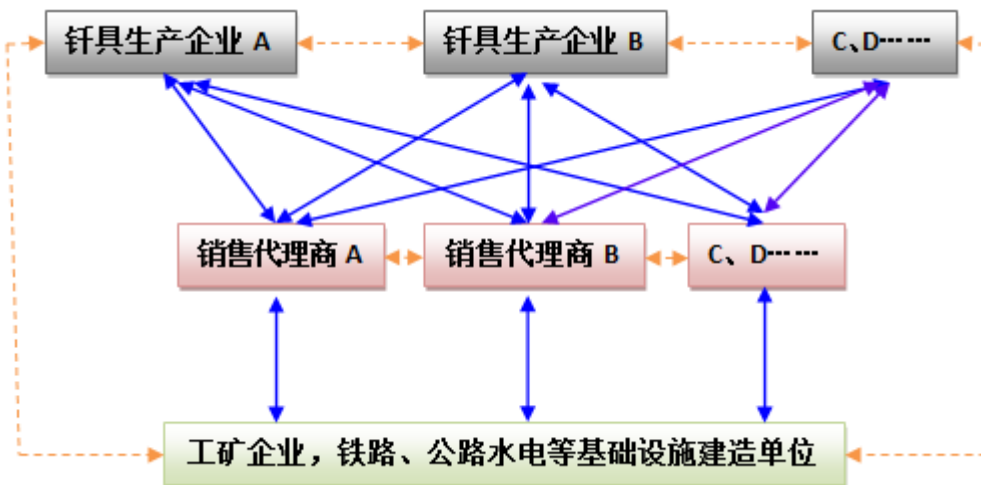 钎具生产企业 A
钎具生产企业 B
C、D……
销售代理商 A
销售代理商 B
C、D……
工矿企业，铁路、公路水电等基础设施建造单位